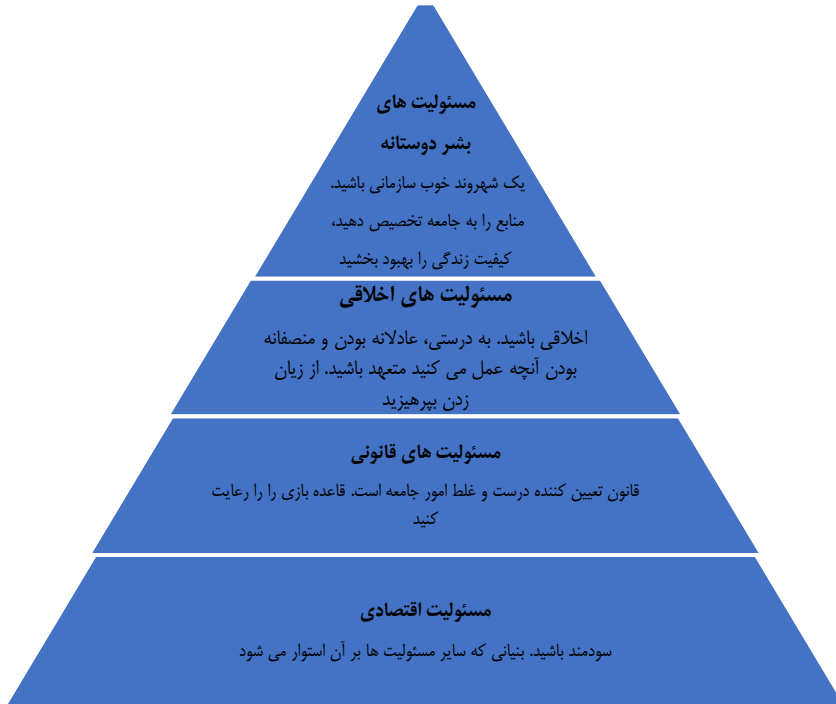 مسئولیت های
بشر دوستانه
یک شهروند خوب سازمانی باشید.
منابع را به جامعه تخصیص دهید،
کیفیت زندگی را بهبود بخشید
مسئولیت های اخلاقی
اخلاقی باشید. به درستی، عادلانه بودن و منصفانه
بودن آنچه عمل می کنید متعهد باشید. از زیان
زدن بپرهیزید
مسئولیت های قانونی
قانون تعیین کننده درست و غلط امور جامعه است. قاعده بازی را را رعایت
کنید
مسئولیت اقتصادی
سودمند باشید. بنیانی که سایر مسئولیت ها بر آن استوار می شود